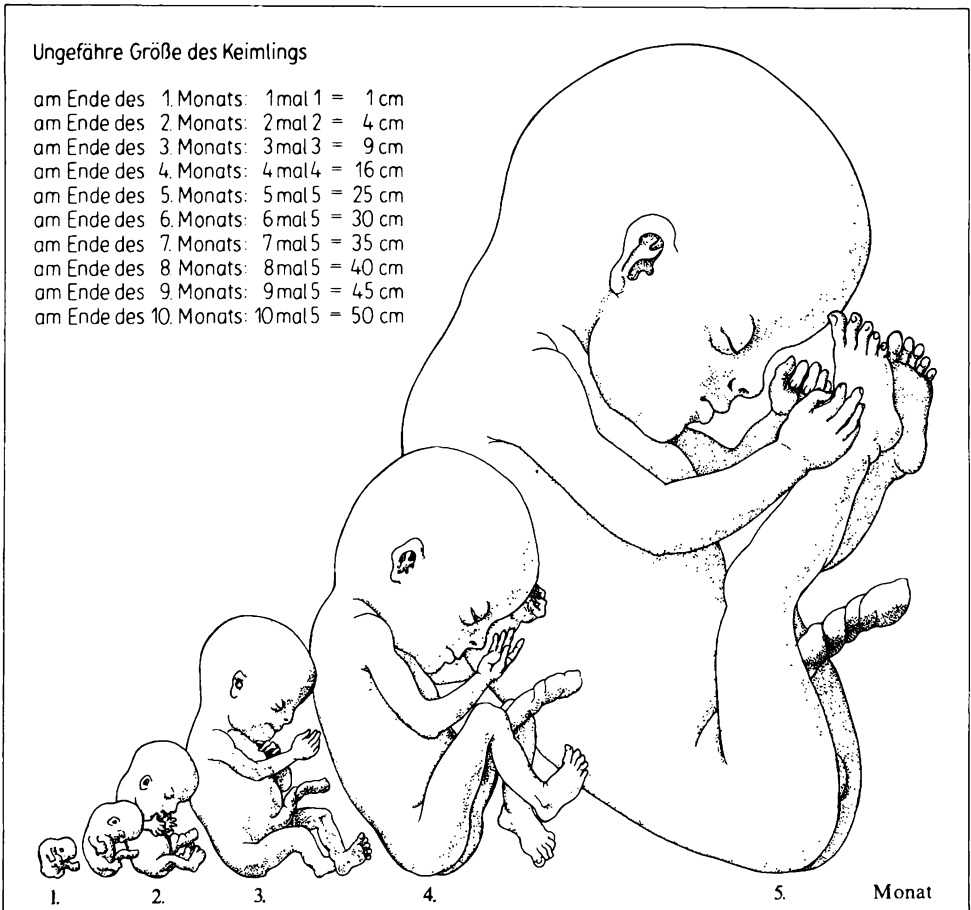 Ungefähre Größe des Keimlings
am Ende des 1. Monats: 1 mal 1 = 1 cm
am Ende des 2. Monats: 2 mal 2 = 4 cm
am Ende des 3. Monats: 3 mal 3 = 9 cm
am Ende des 4. Monats: 4 mal 4 = 16 cm
am Ende des 5. Monats: 5 mal 5 = 25 cm
am Ende des 6. Monats: 6 mal 5 = 30 cm
am Ende des 7. Monats: 7 mal 5 = 35 cm
am Ende des 8. Monats: 8 mal 5 = 40 cm
am Ende des 9. Monats: 9 mal 5 = 45 cm
am Ende des 10. Monats: 10 mal 5 = 50 cm
1. 2. 3. 4. 5. Monat